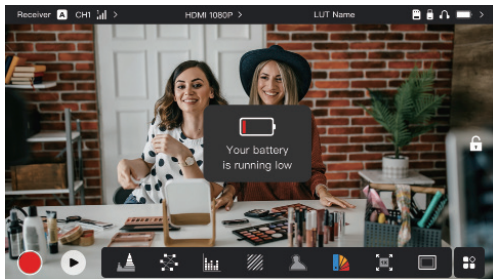 Receiver A CH1 > HDMI 1080P > LUT Name >
Your battery
is running low